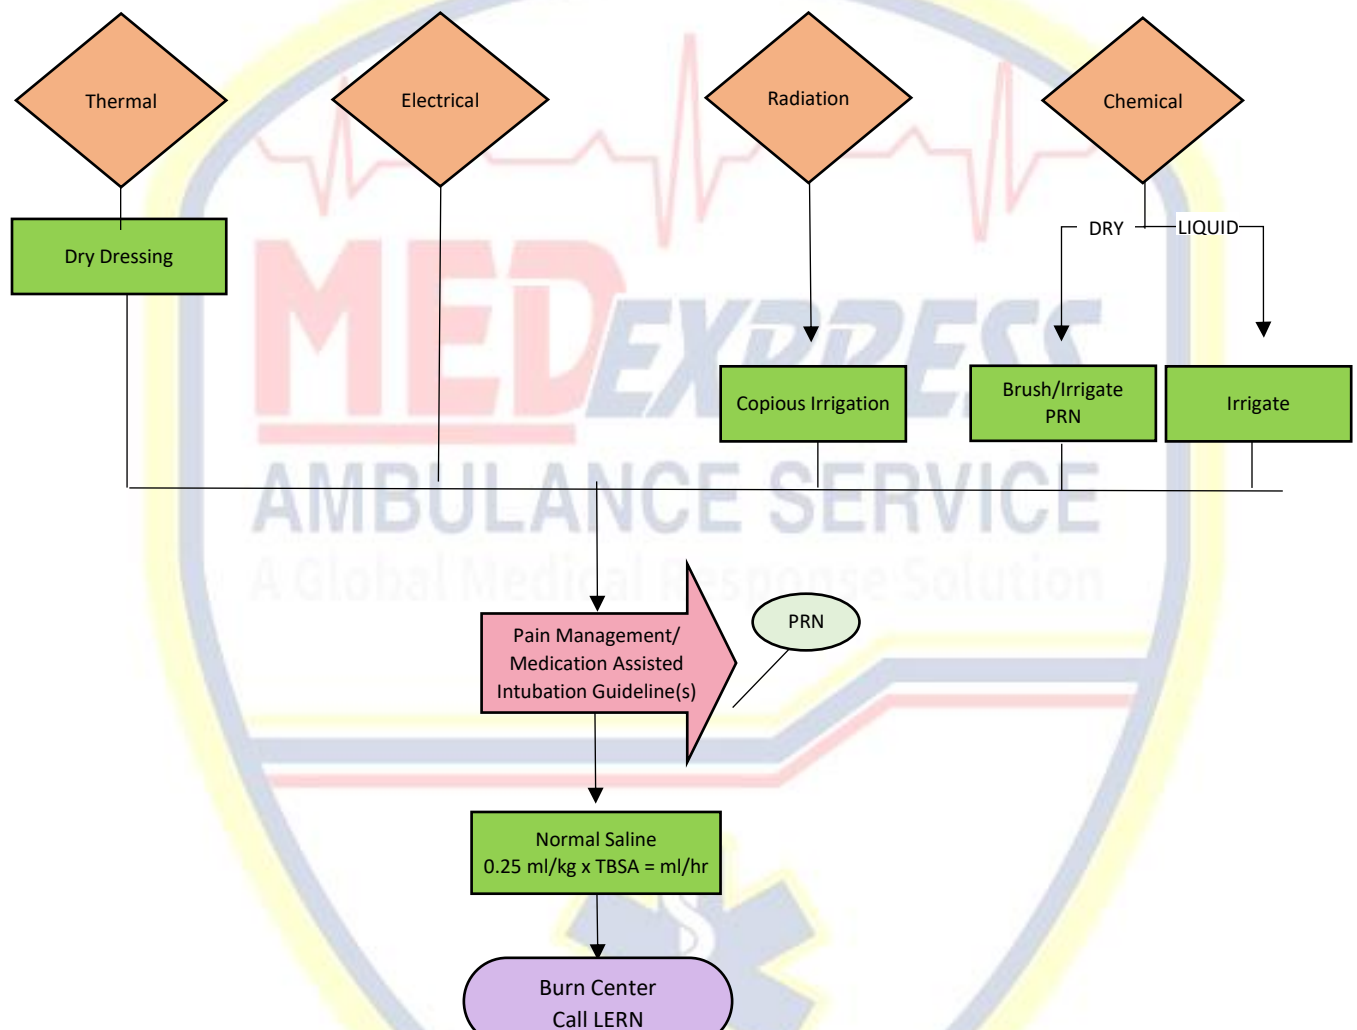 Thermal
Electrical
Radiation
Chemical
DRY
LIQUID
Dry Dressing
Copious Irrigation
Brush/Irrigate
PRN
Irrigate
MEDEXPRESS
AMBULANCE SERVICE
A Global Medical Response Solution
Pain Management/
Medication Assisted
Intubation Guideline(s)
PRN
Normal Saline
0.25 ml/kg x TBSA = ml/hr
Burn Center
Call LERN